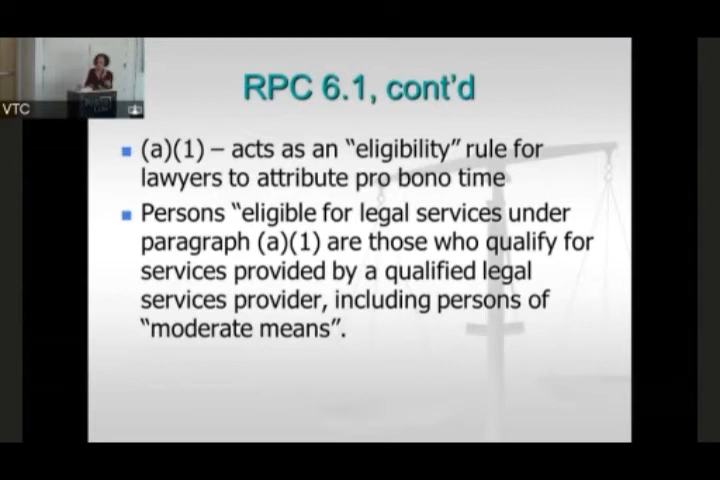 VTC
RPC 6.1, cont'd
(a)(1) – acts as an "eligibility" rule for
lawyers to attribute pro bono time
Persons "eligible for legal services under
paragraph (a)(1) are those who qualify for
services provided by a qualified legal
services provider, including persons of
"moderate means".